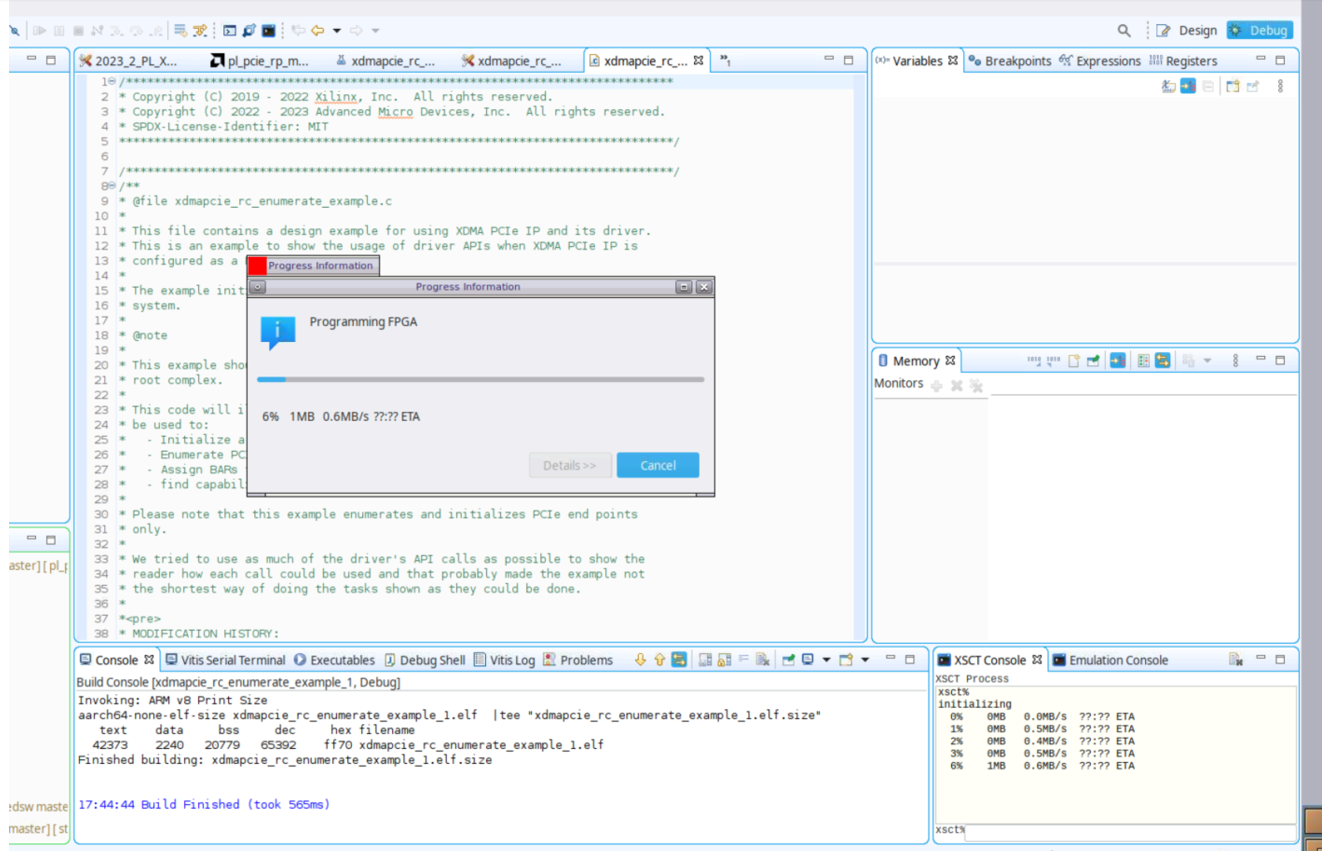 Design
Debug
2023_2_PL_X...
pl_pcie_rp_m...
xdmapcie_rc_...
xdmapcie_rc_...
xdmapcie_rc_...
»1
1 /******************************************************************************
2 * Copyright (C) 2019 - 2022 Xilinx, Inc.  All rights reserved.
3 * Copyright (C) 2022 - 2023 Advanced Micro Devices, Inc.  All rights reserved.
4 * SPDX-License-Identifier: MIT
5 ******************************************************************************/
6
7 /*****************************************************************************/
8 /**
9 * @file xdmapcie_rc_enumerate_example.c
10 *
11 * This file contains a design example for using XDMA PCIe IP and its driver.
12 * This is an example to show the usage of driver APIs when XDMA PCIe IP is
13 * configured as a
14 *
15 * The example init
16 * system.
17 *
18 * @note
19 *
20 * This example sho
21 * root complex.
22 *
23 * This code will i
24 * be used to:
25 *   - Initialize a
26 *   - Enumerate PC
27 *   - Assign BARs
28 *   - find capabil
29 *
30 * Please note that this example enumerates and initializes PCIe end points
31 * only.
32 *
33 * We tried to use as much of the driver's API calls as possible to show the
34 * reader how each call could be used and that probably made the example not
35 * the shortest way of doing the tasks shown as they could be done.
36 *
37 *<pre>
38 * MODIFICATION HISTORY:
Progress Information
Progress Information
Programming FPGA
6%  1MB  0.6MB/s ??:?? ETA
Details >>
Cancel
(x)= Variables
Breakpoints
Expressions
Registers
Memory
Monitors
aster] [ pl_p
edsw maste
master] [ st
Console
Vitis Serial Terminal
Executables
Debug Shell
Vitis Log
Problems
Build Console [xdmapcie_rc_enumerate_example_1, Debug]
Invoking: ARM v8 Print Size
aarch64-none-elf-size xdmapcie_rc_enumerate_example_1.elf  |tee "xdmapcie_rc_enumerate_example_1.elf.size"
text    data    bss    dec    hex filename
42373    2240    20779    65392    ff70 xdmapcie_rc_enumerate_example_1.elf
Finished building: xdmapcie_rc_enumerate_example_1.elf.size
17:44:44 Build Finished (took 565ms)
XSCT Console
Emulation Console
XSCT Process
xsct%
initializing
0%    0MB   0.0MB/s  ??:?? ETA
1%    0MB   0.5MB/s  ??:?? ETA
2%    0MB   0.4MB/s  ??:?? ETA
3%    0MB   0.5MB/s  ??:?? ETA
6%    1MB   0.6MB/s  ??:?? ETA
xsct%